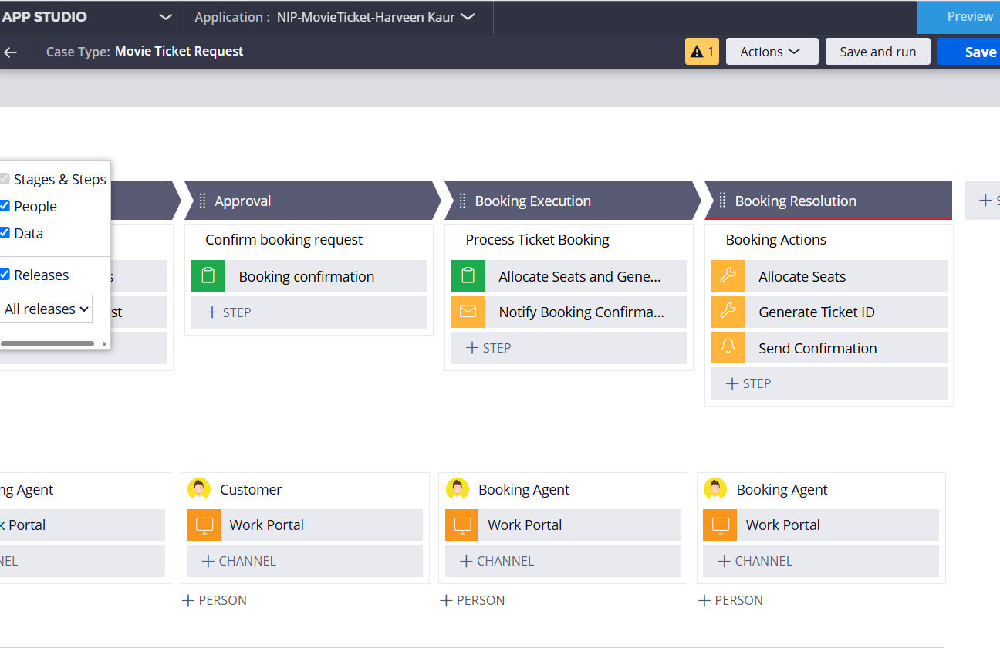 APP STUDIO
Application : NIP-MovieTicket-Harveen Kaur
Preview
Case Type: Movie Ticket Request
1
Actions
Save and run
Save
Stages & Steps
People
Data
Releases
All releases
Approval
Booking Execution
Booking Resolution
+ S
s
st
Confirm booking request
Booking confirmation
+ STEP
Process Ticket Booking
Allocate Seats and Gene...
Notify Booking Confirma...
+ STEP
Booking Actions
Allocate Seats
Generate Ticket ID
Send Confirmation
+ STEP
ng Agent
k Portal
NEL
Customer
Work Portal
+ CHANNEL
+ PERSON
Booking Agent
Work Portal
+ CHANNEL
+ PERSON
Booking Agent
Work Portal
+ CHANNEL
+ PERSON